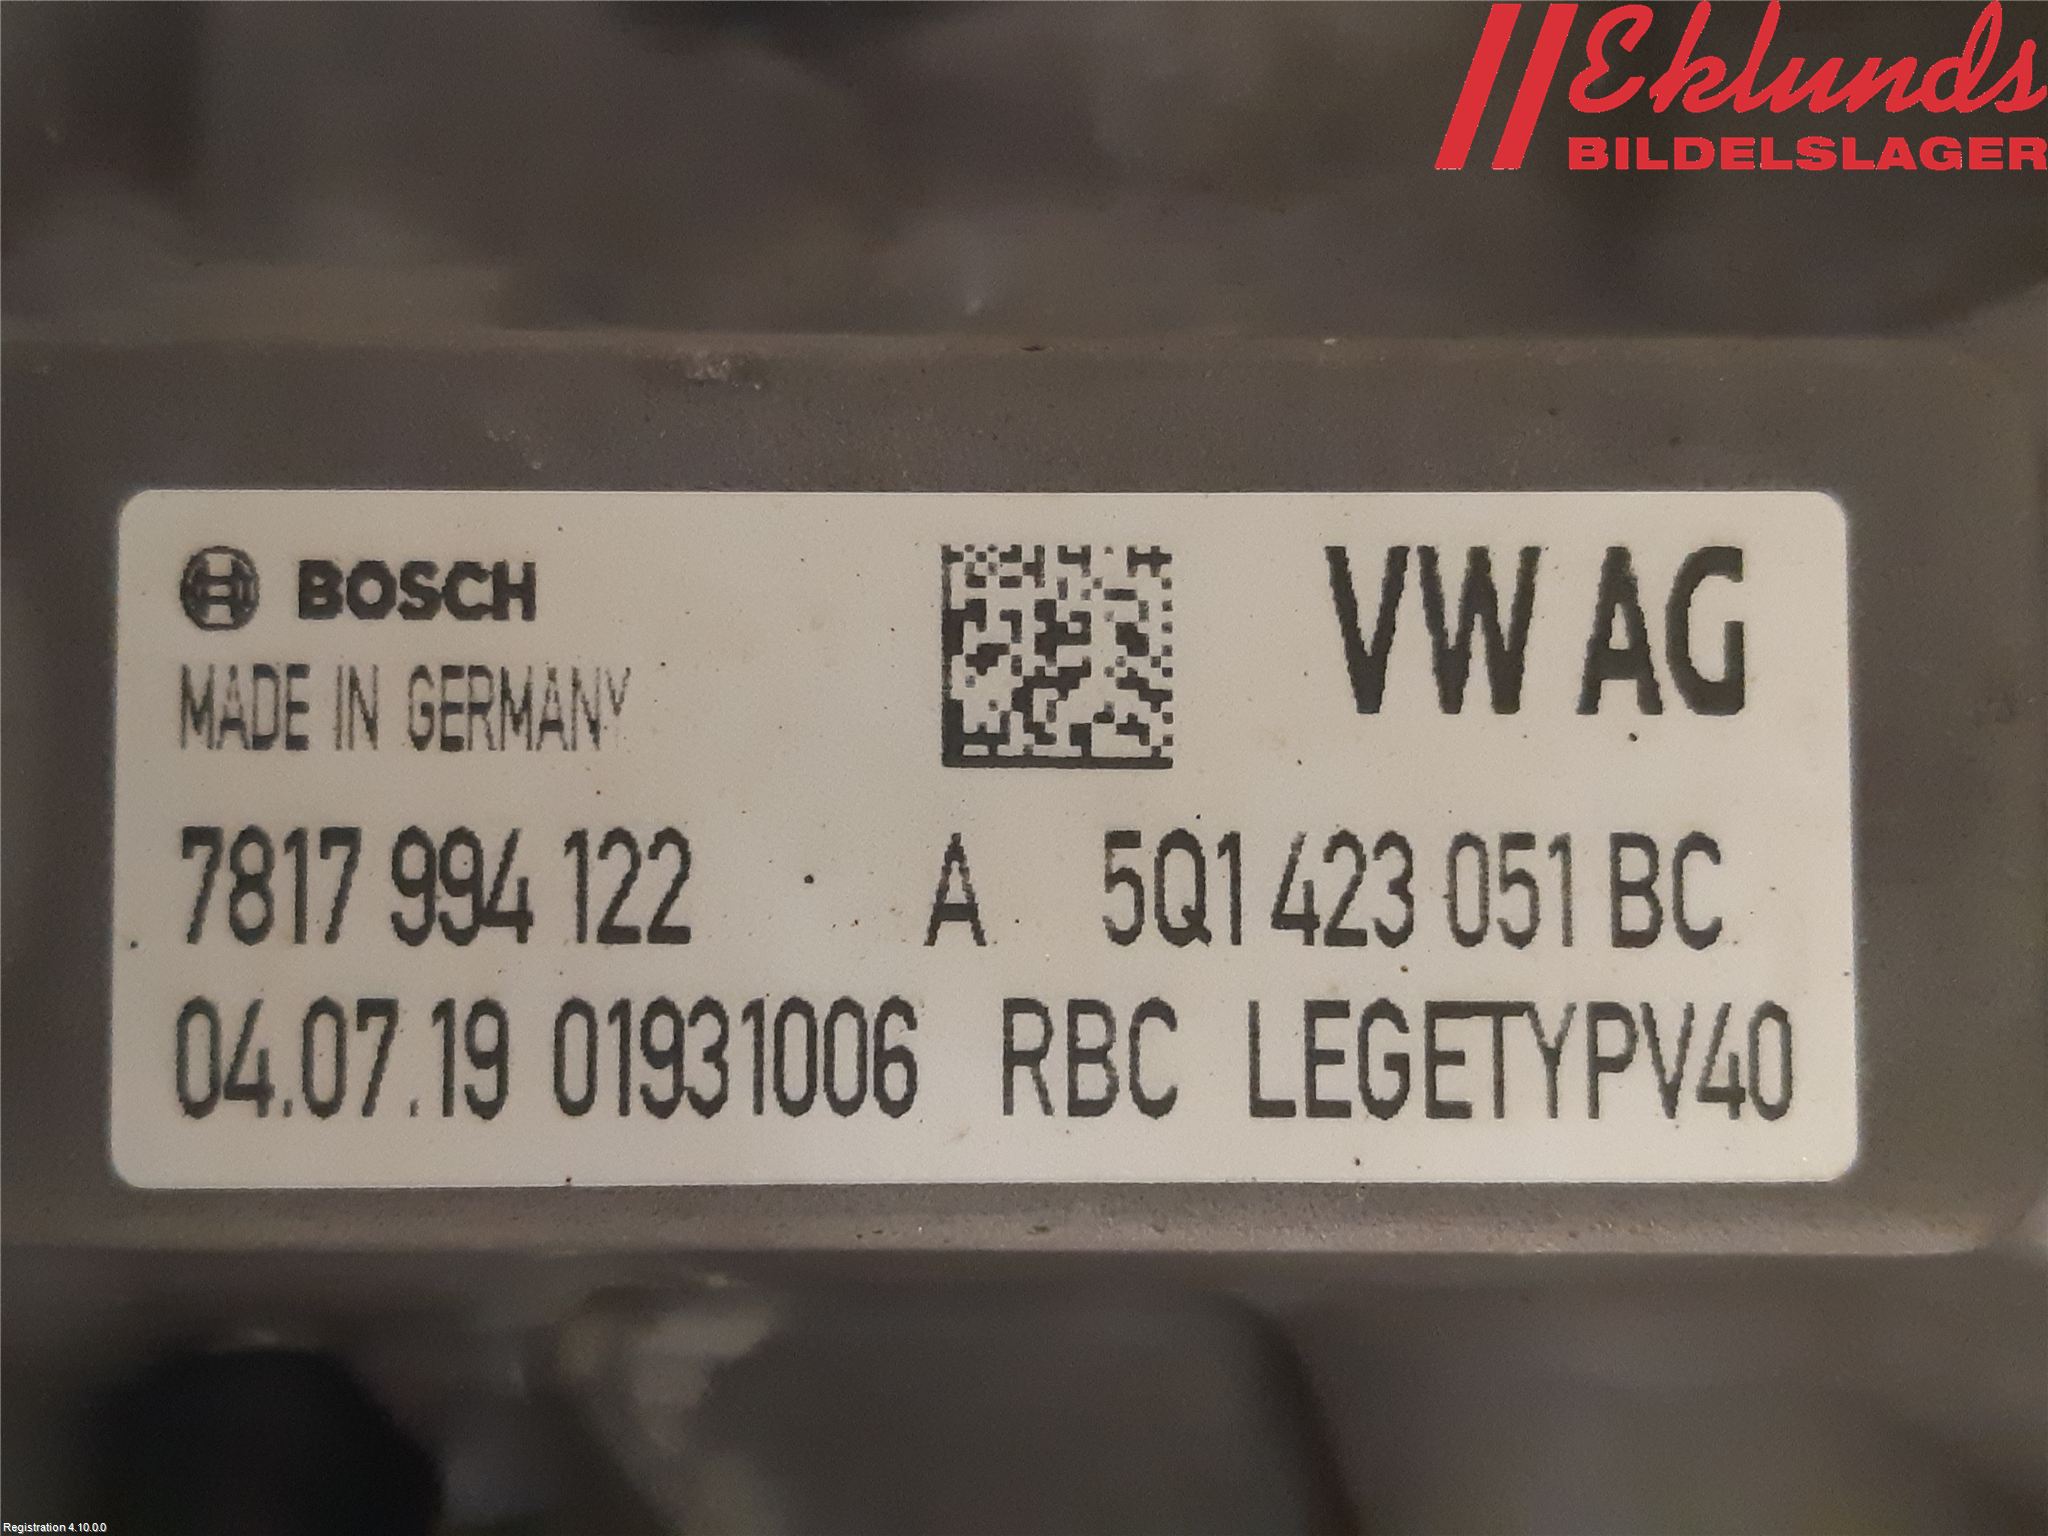 Eklunds
BILDELSLAGER
BOSCH
VW AG
MADE IN GERMANY
7817 994 122 A 5Q1 423 051 BC
04.07.19 01931006 RBC LEGETYPV40
Registration 4.10.0.0